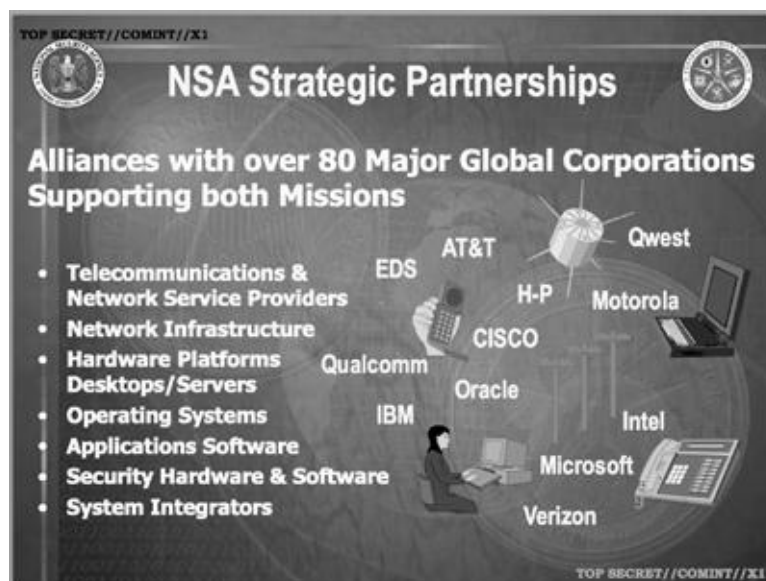 TOP SECRET//COMINT//X1
NSA Strategic Partnerships
Alliances with over 80 Major Global Corporations
Supporting both Missions
• Telecommunications &
Network Service Providers
• Network Infrastructure
• Hardware Platforms
Desktops/Servers
• Operating Systems
• Applications Software
• Security Hardware & Software
• System Integrators
AT&T
Qwest
EDS
H-P
Motorola
CISCO
Qualcomm
Oracle
IBM
Intel
Microsoft
Verizon
TOP SECRET//COMINT//X1